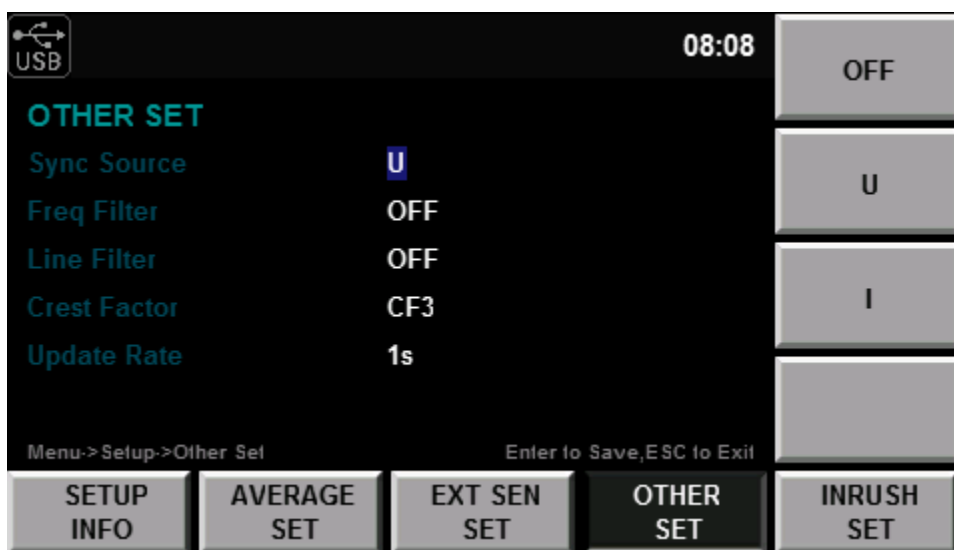 USB
08:08
OTHER SET
Sync Source U
Freq Filter OFF
Line Filter OFF
Crest Factor CF3
Update Rate 1s
Menu->Setup->Other Set Enter to Save,ESC to Exit
OFF
U
I
SETUP INFO
AVERAGE SET
EXT SEN SET
OTHER SET
INRUSH SET